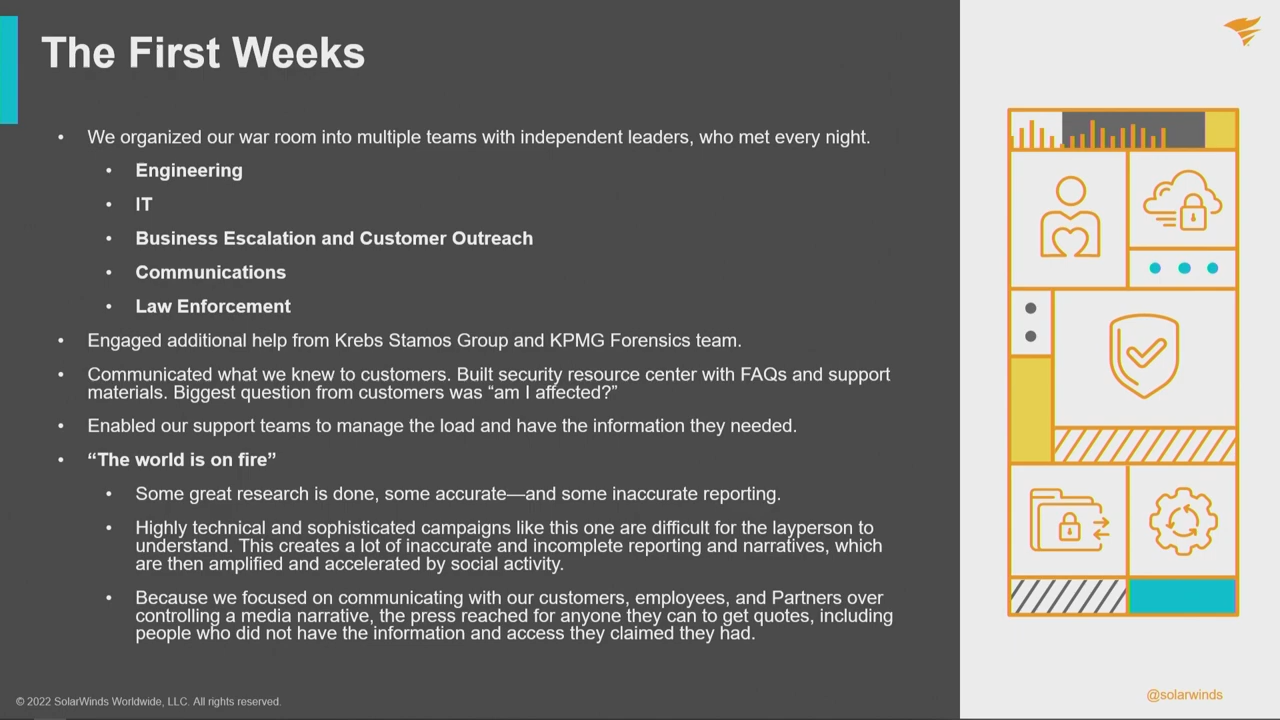 The First Weeks
• We organized our war room into multiple teams with independent leaders, who met every night.
• Engineering
• IT
• Business Escalation and Customer Outreach
• Communications
• Law Enforcement
• Engaged additional help from Krebs Stamos Group and KPMG Forensics team.
• Communicated what we knew to customers. Built security resource center with FAQs and support
materials. Biggest question from customers was “am I affected?”
• Enabled our support teams to manage the load and have the information they needed.
• “The world is on fire”
• Some great research is done, some accurate—and some inaccurate reporting.
• Highly technical and sophisticated campaigns like this one are difficult for the layperson to
understand. This creates a lot of inaccurate and incomplete reporting and narratives, which
are then amplified and accelerated by social activity.
• Because we focused on communicating with our customers, employees, and Partners over
controlling a media narrative, the press reached for anyone they can to get quotes, including
people who did not have the information and access they claimed they had.
© 2022 SolarWinds Worldwide, LLC. All rights reserved.
@solarwinds